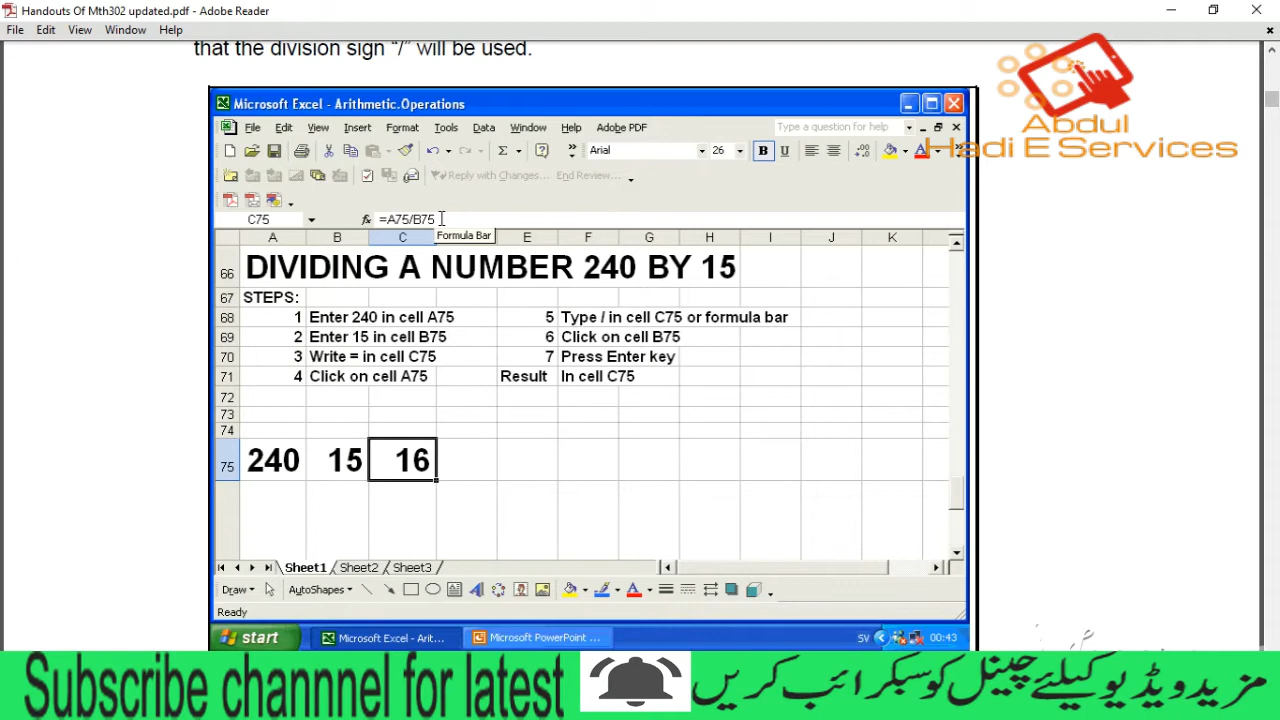 Handouts Of Mth302 updated.pdf - Adobe Reader
File Edit View Window Help
that the division sign “/” will be used.
Abdul
Hadi E Services
Microsoft Excel - Arithmetic.Operations
File Edit View Insert Format Tools Data Window Help Adobe PDF Type a question for help
Arial 26 B U A
Reply with Changes... End Review...
C75 fx =A75/B75
Formula Bar
A B C E F G H I J K
66 DIVIDING A NUMBER 240 BY 15
67 STEPS:
68 1 Enter 240 in cell A75 5 Type / in cell C75 or formula bar
69 2 Enter 15 in cell B75 6 Click on cell B75
70 3 Write = in cell C75 7 Press Enter key
71 4 Click on cell A75 Result In cell C75
72
73
74
75 240 15 16
Sheet1 Sheet2 Sheet3
Draw AutoShapes A
Ready
start Microsoft Excel - Arit... Microsoft PowerPoint ... SV 00:43
Subscribe channnel for latest مزید ویڈیو کیلئے چینل کو سبکرائب کریں